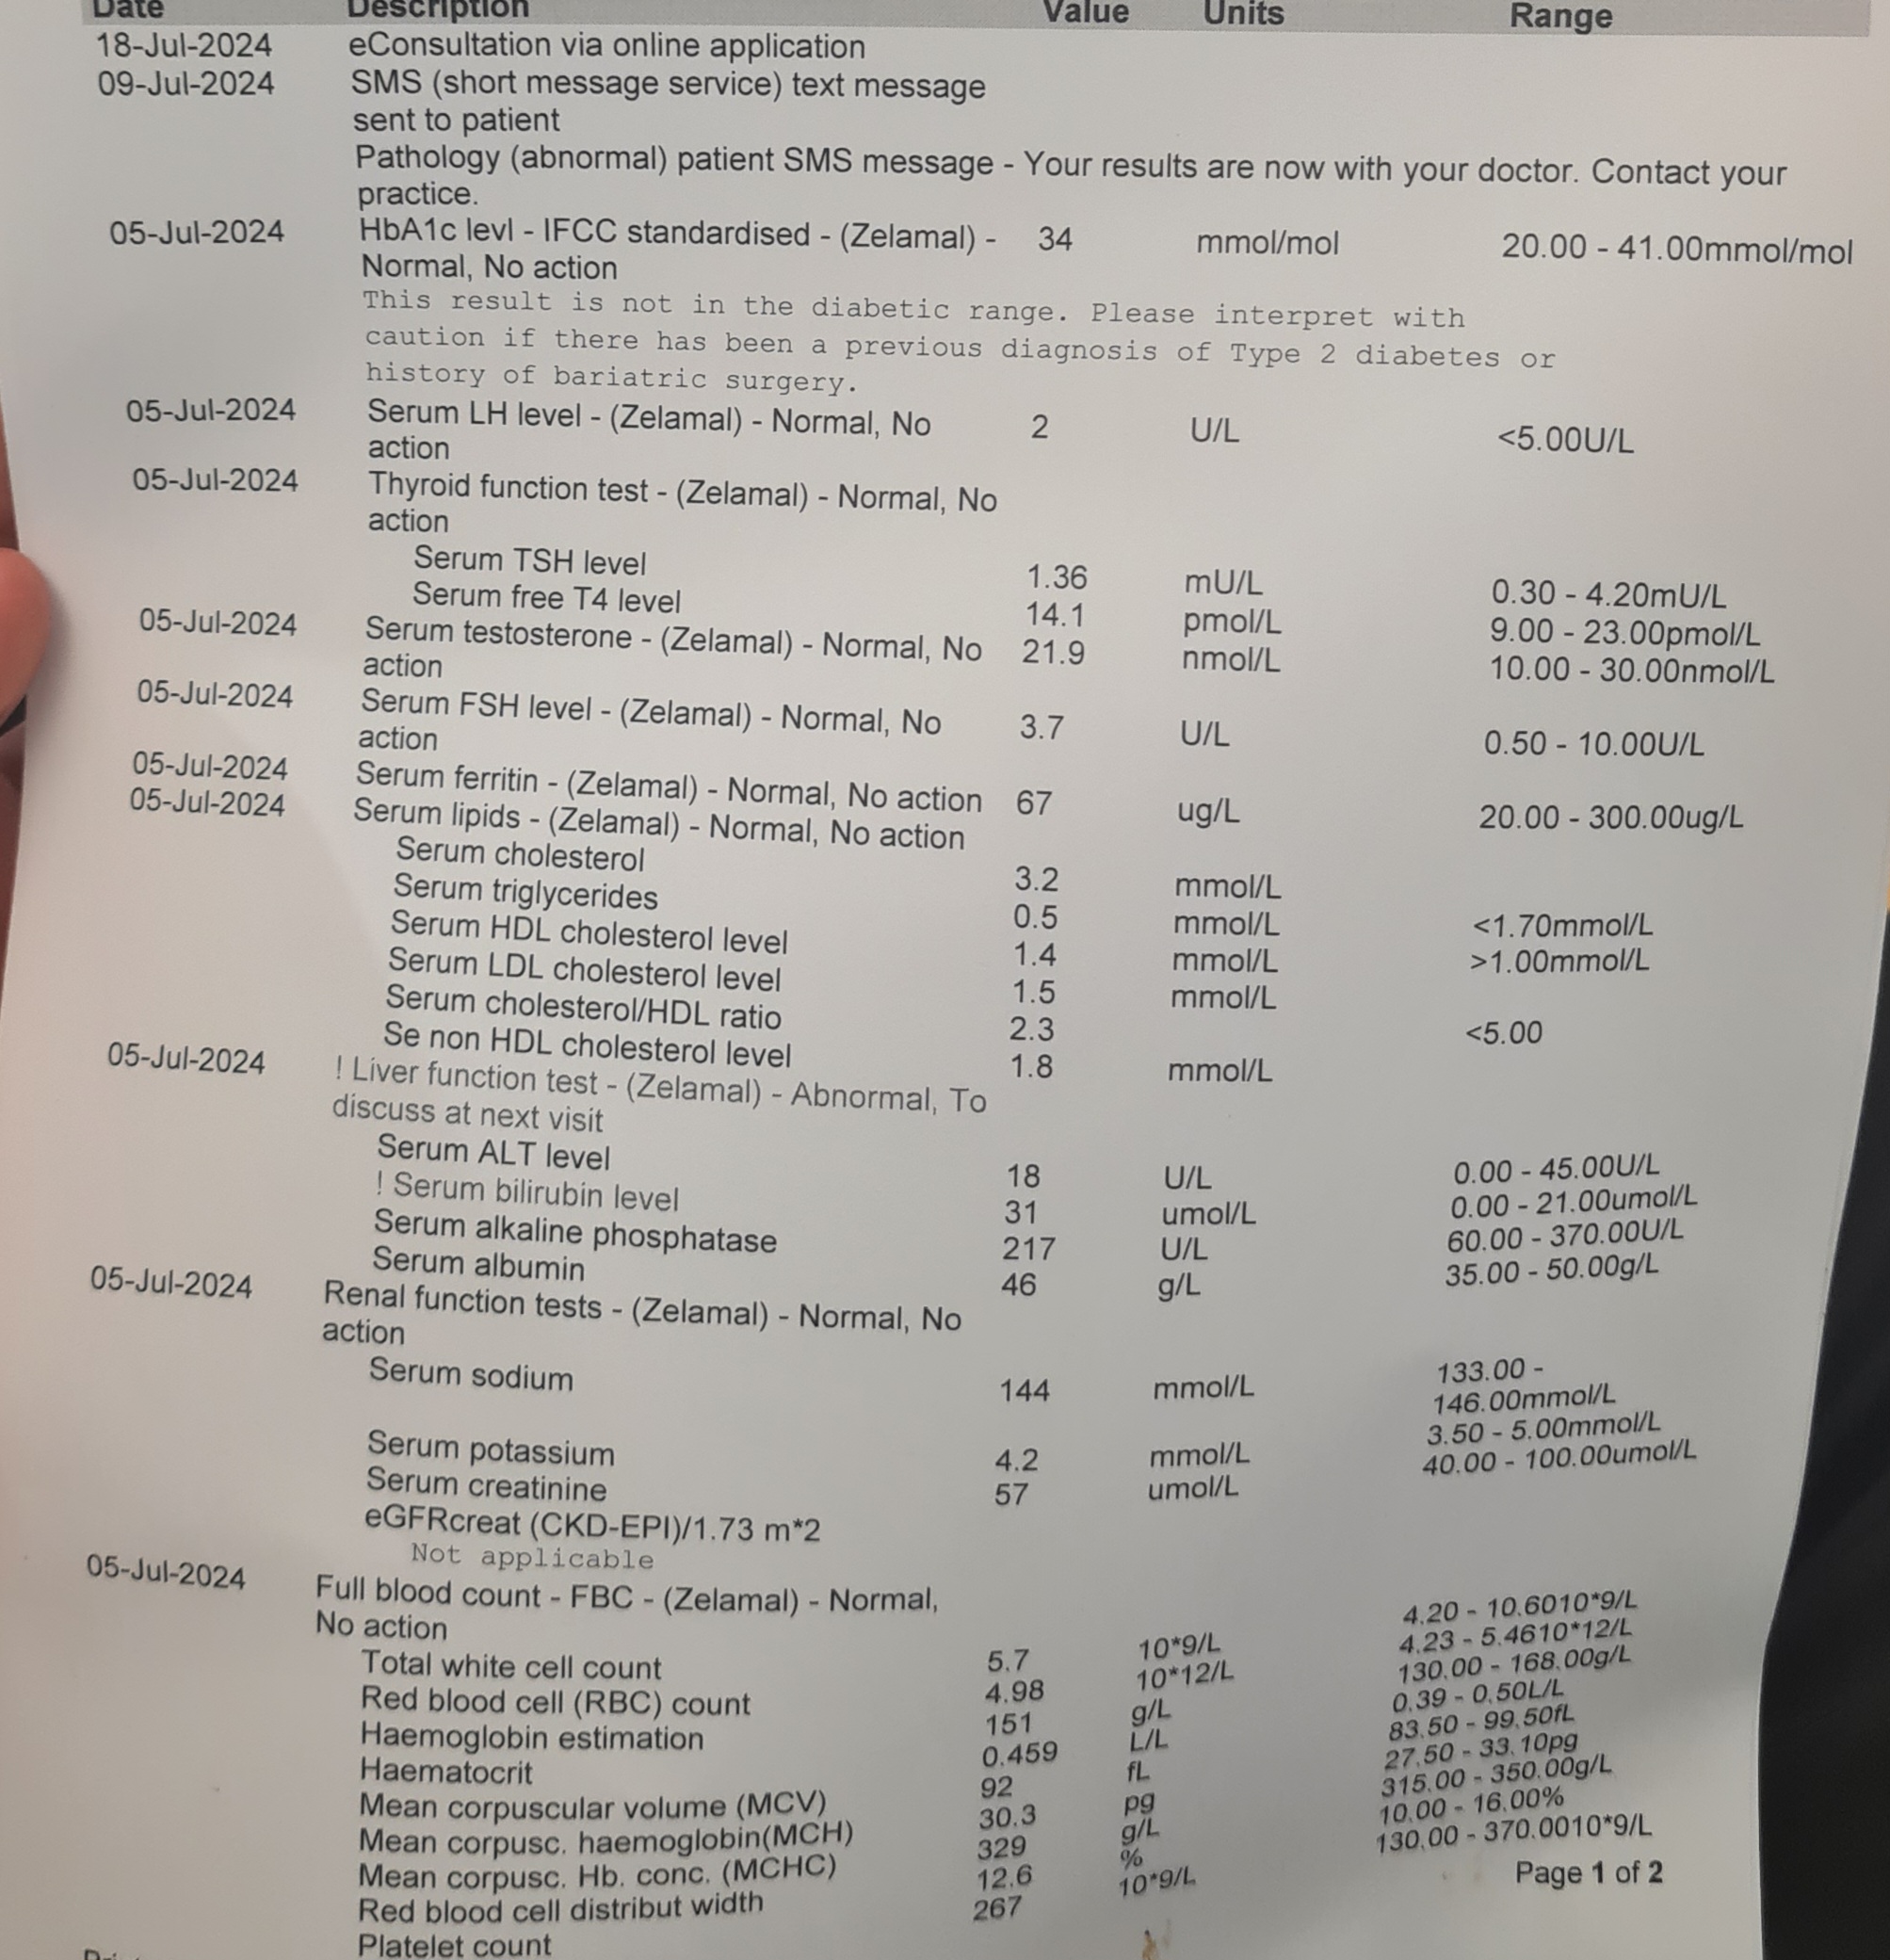 Date Description Value Units Range
18-Jul-2024 eConsultation via online application
09-Jul-2024 SMS (short message service) text message
sent to patient
Pathology (abnormal) patient SMS message - Your results are now with your doctor. Contact your
practice.
05-Jul-2024 HbA1c levl - IFCC standardised - (Zelamal) - 34 mmol/mol 20.00 - 41.00mmol/mol
Normal, No action
This result is not in the diabetic range. Please interpret with
caution if there has been a previous diagnosis of Type 2 diabetes or
history of bariatric surgery.
05-Jul-2024 Serum LH level - (Zelamal) - Normal, No 2 U/L <5.00U/L
action
05-Jul-2024 Thyroid function test - (Zelamal) - Normal, No
action
Serum TSH level 1.36 mU/L 0.30 - 4.20mU/L
Serum free T4 level 14.1 pmol/L 9.00 - 23.00pmol/L
05-Jul-2024 Serum testosterone - (Zelamal) - Normal, No 21.9 nmol/L 10.00 - 30.00nmol/L
action
05-Jul-2024 Serum FSH level - (Zelamal) - Normal, No 3.7 U/L 0.50 - 10.00U/L
action
05-Jul-2024 Serum ferritin - (Zelamal) - Normal, No action 67 ug/L 20.00 - 300.00ug/L
05-Jul-2024 Serum lipids - (Zelamal) - Normal, No action
Serum cholesterol 3.2 mmol/L
Serum triglycerides 0.5 mmol/L <1.70mmol/L
Serum HDL cholesterol level 1.4 mmol/L >1.00mmol/L
Serum LDL cholesterol level 1.5 mmol/L
Serum cholesterol/HDL ratio 2.3 <5.00
Se non HDL cholesterol level 1.8 mmol/L
05-Jul-2024 ! Liver function test - (Zelamal) - Abnormal, To
discuss at next visit
Serum ALT level 18 U/L 0.00 - 45.00U/L
! Serum bilirubin level 31 umol/L 0.00 - 21.00umol/L
Serum alkaline phosphatase 217 U/L 60.00 - 370.00U/L
Serum albumin 46 g/L 35.00 - 50.00g/L
05-Jul-2024 Renal function tests - (Zelamal) - Normal, No
action
Serum sodium 144 mmol/L 133.00 -
146.00mmol/L
Serum potassium 4.2 mmol/L 3.50 - 5.00mmol/L
Serum creatinine 57 umol/L 40.00 - 100.00umol/L
eGFRcreat (CKD-EPI)/1.73 m*2
Not applicable
05-Jul-2024 Full blood count - FBC - (Zelamal) - Normal,
No action
Total white cell count 5.7 10*9/L 4.20 - 10.6010*9/L
Red blood cell (RBC) count 4.98 10*12/L 4.23 - 5.4610*12/L
Haemoglobin estimation 151 g/L 130.00 - 168.00g/L
Haematocrit 0.459 L/L 0.39 - 0.50L/L
Mean corpuscular volume (MCV) 92 fL 83.50 - 99.50fL
Mean corpusc. haemoglobin(MCH) 30.3 pg 27.50 - 33.10pg
Mean corpusc. Hb. conc. (MCHC) 329 g/L 315.00 - 350.00g/L
Red blood cell distribut width 12.6 % 10.00 - 16.00%
Platelet count 267 10*9/L 130.00 - 370.0010*9/L
Page 1 of 2